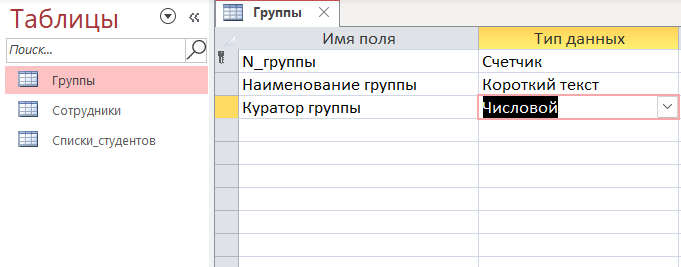 Таблицы
Поиск...
Группы
Сотрудники
Списки_студентов
Группы
Имя поля Тип данных
N_группы Счетчик
Наименование группы Короткий текст
Куратор группы Числовой